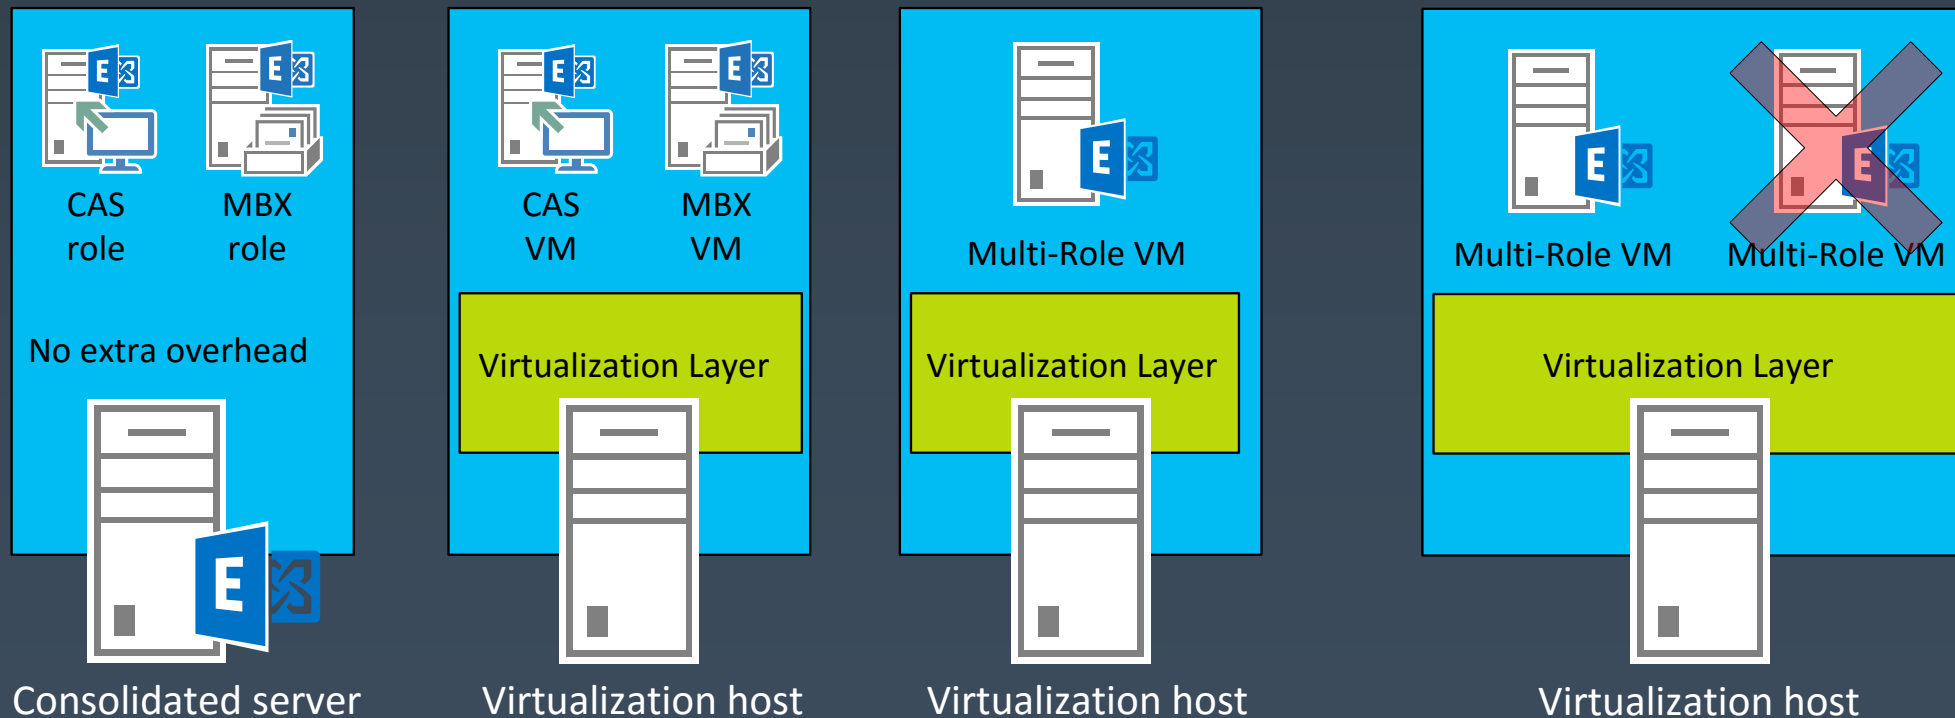 E
E
CAS
role
MBX
role
No extra overhead
E
Consolidated server
E
E
CAS
VM
MBX
VM
Virtualization Layer
Virtualization host
E
Multi-Role VM
Virtualization Layer
Virtualization host
E
E
Multi-Role VM
Multi-Role VM
Virtualization Layer
Virtualization host